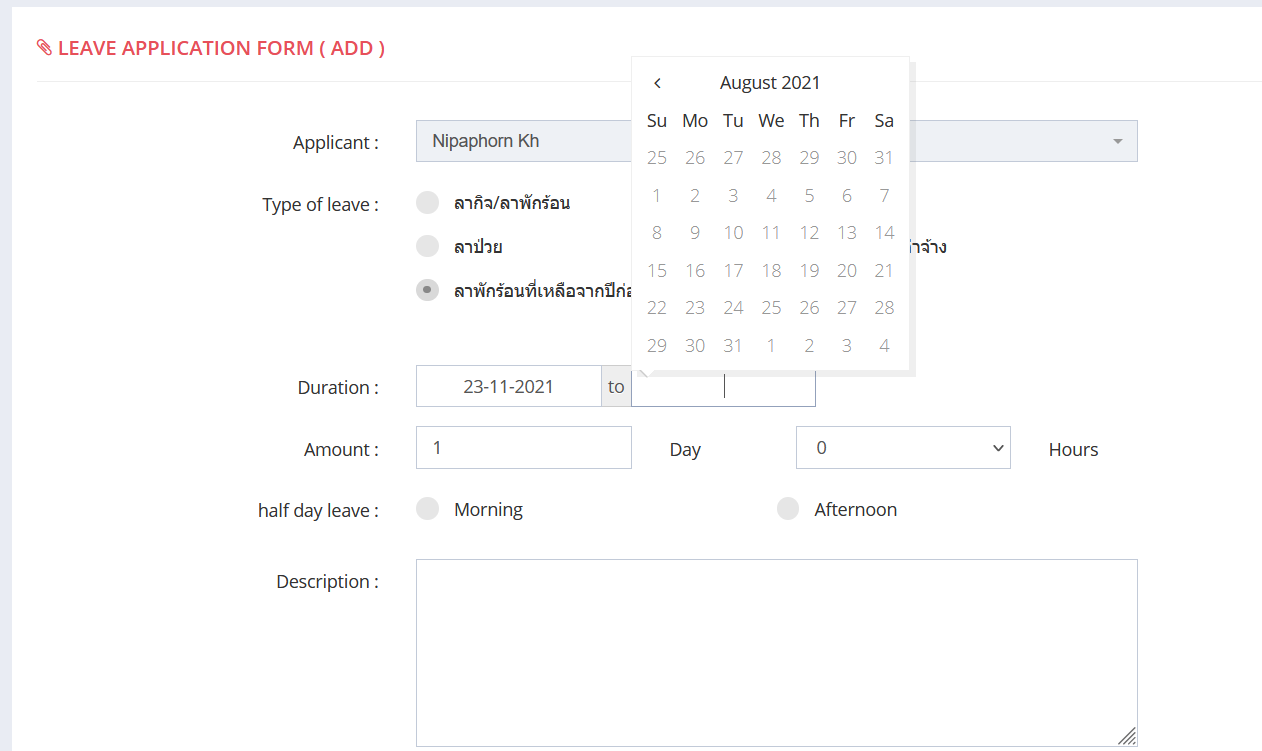 LEAVE APPLICATION FORM ( ADD )
Applicant :
Nipaphorn Kh
Type of leave :
ลากิจ/ลาพักร้อน
ลาป่วย
ลาพักร้อนที่เหลือจากปีก่อ
August 2021
Su Mo Tu We Th Fr Sa
25 26 27 28 29 30 31
1 2 3 4 5 6 7
8 9 10 11 12 13 14
15 16 17 18 19 20 21
22 23 24 25 26 27 28
29 30 31 1 2 3 4
Duration :
23-11-2021 to
Amount :
1 Day 0 Hours
half day leave :
Morning Afternoon
Description :